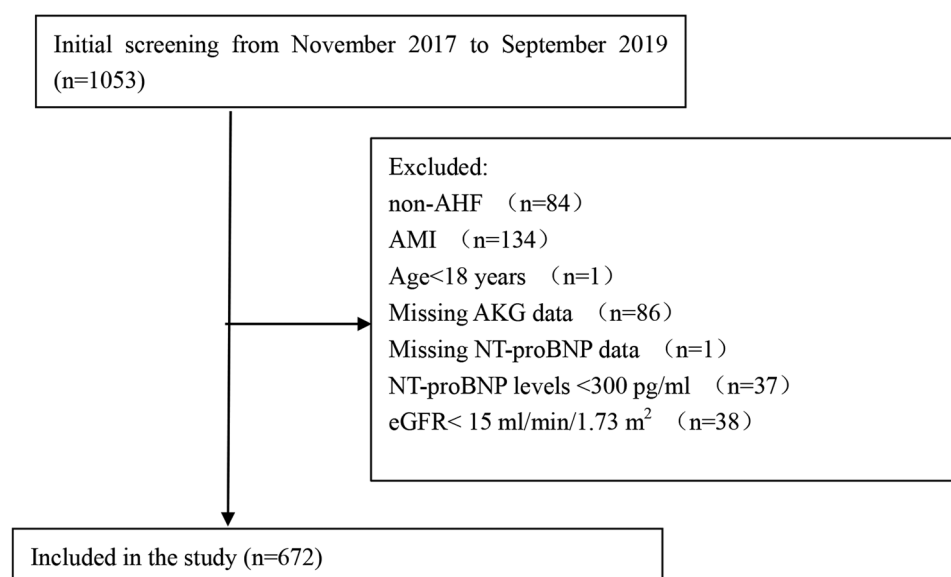 Initial screening from November 2017 to September 2019
(n=1053)
Excluded:
non-AHF （n=84）
AMI （n=134）
Age<18 years （n=1）
Missing AKG data （n=86）
Missing NT-proBNP data （n=1）
NT-proBNP levels <300 pg/ml （n=37）
eGFR< 15 ml/min/1.73 m² （n=38）
Included in the study (n=672)